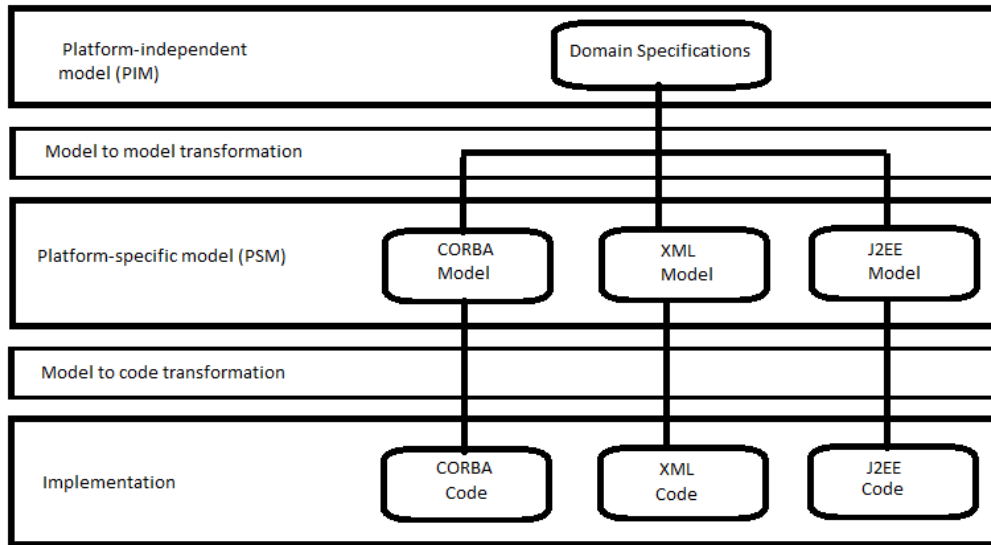 Platform-independent
model (PIM)
Domain Specifications
Model to model transformation
Platform-specific model (PSM)
CORBA
Model
XML
Model
J2EE
Model
Model to code transformation
Implementation
CORBA
Code
XML
Code
J2EE
Code